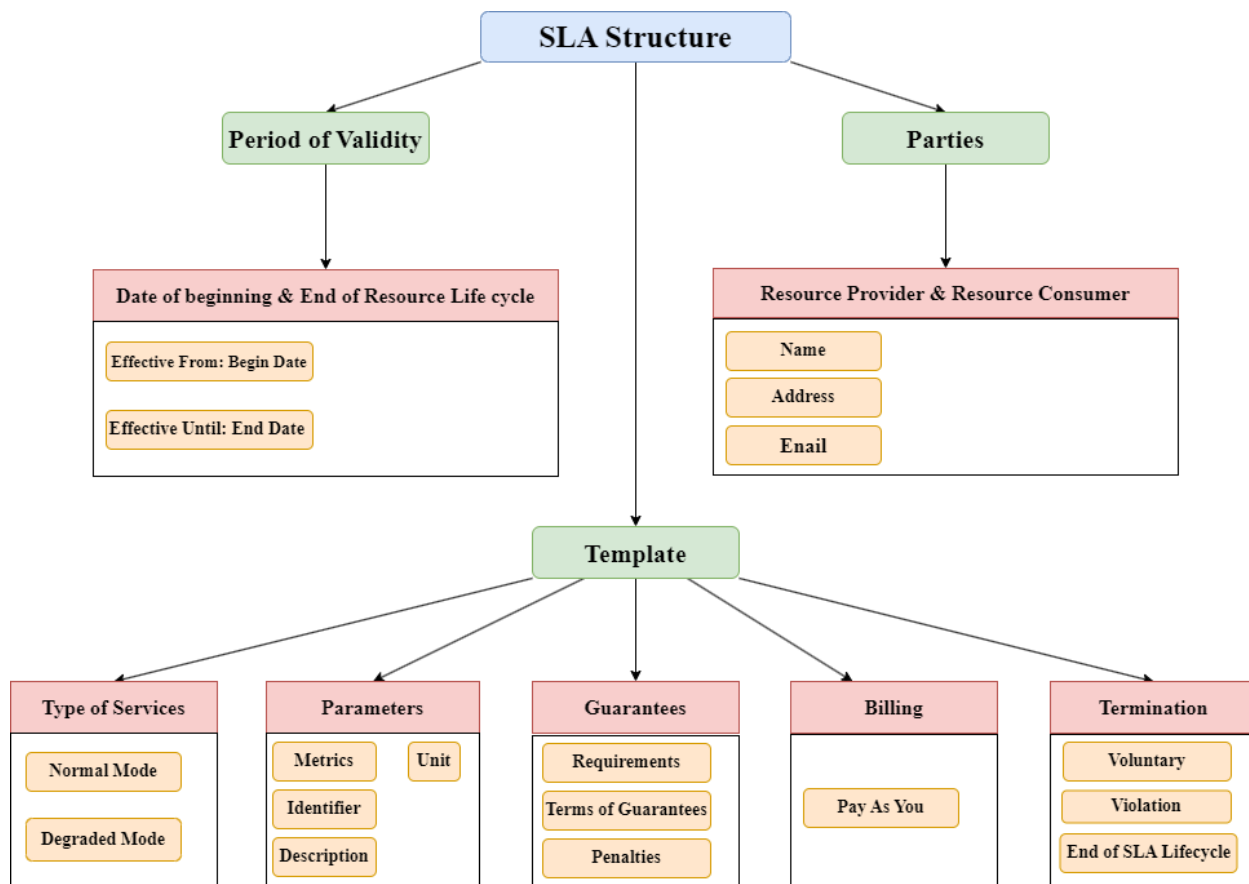 SLA Structure
Period of Validity
Parties
Date of beginning & End of Resource Life cycle
Effective From: Begin Date
Effective Until: End Date
Resource Provider & Resource Consumer
Name
Address
Enail
Template
Type of Services
Normal Mode
Degraded Mode
Parameters
Metrics
Unit
Identifier
Description
Guarantees
Requirements
Terms of Guarantees
Penalties
Billing
Pay As You
Termination
Voluntary
Violation
End of SLA Lifecycle